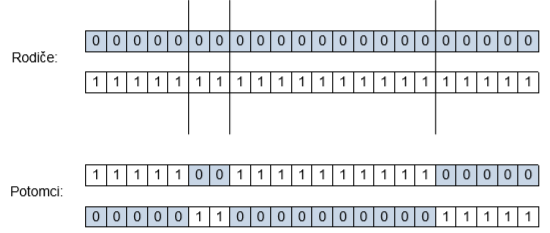 Rodiče:
0 0 0 0 0 0 0 0 0 0 0 0 0 0 0 0 0 0 0 0 0 0
1 1 1 1 1 1 1 1 1 1 1 1 1 1 1 1 1 1 1 1 1 1
Potomci:
1 1 1 1 1 0 0 1 1 1 1 1 1 1 1 1 1 0 0 0 0 0
0 0 0 0 0 1 1 0 0 0 0 0 0 0 0 0 0 1 1 1 1 1